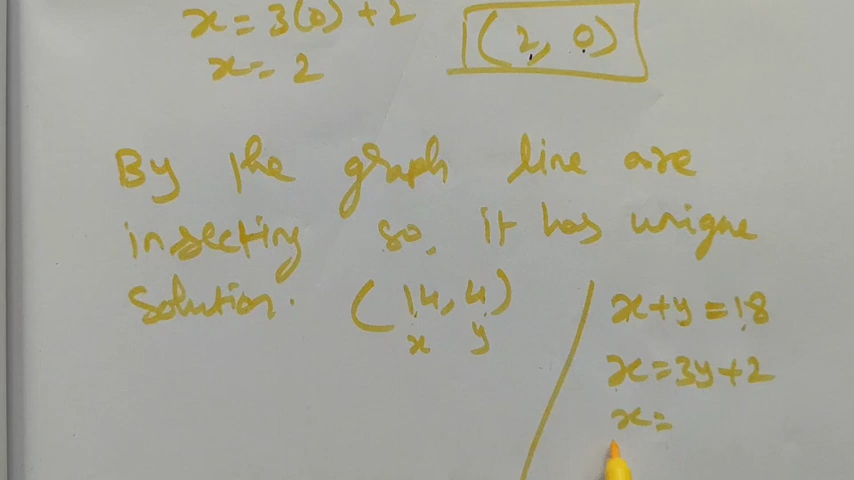 x = 3(0) + 2
(2, 0)
x = 2
By the graph line are
insecting so, it has unique
solution. (14, 4)
x y
x + y = 18
x = 3y + 2
x =